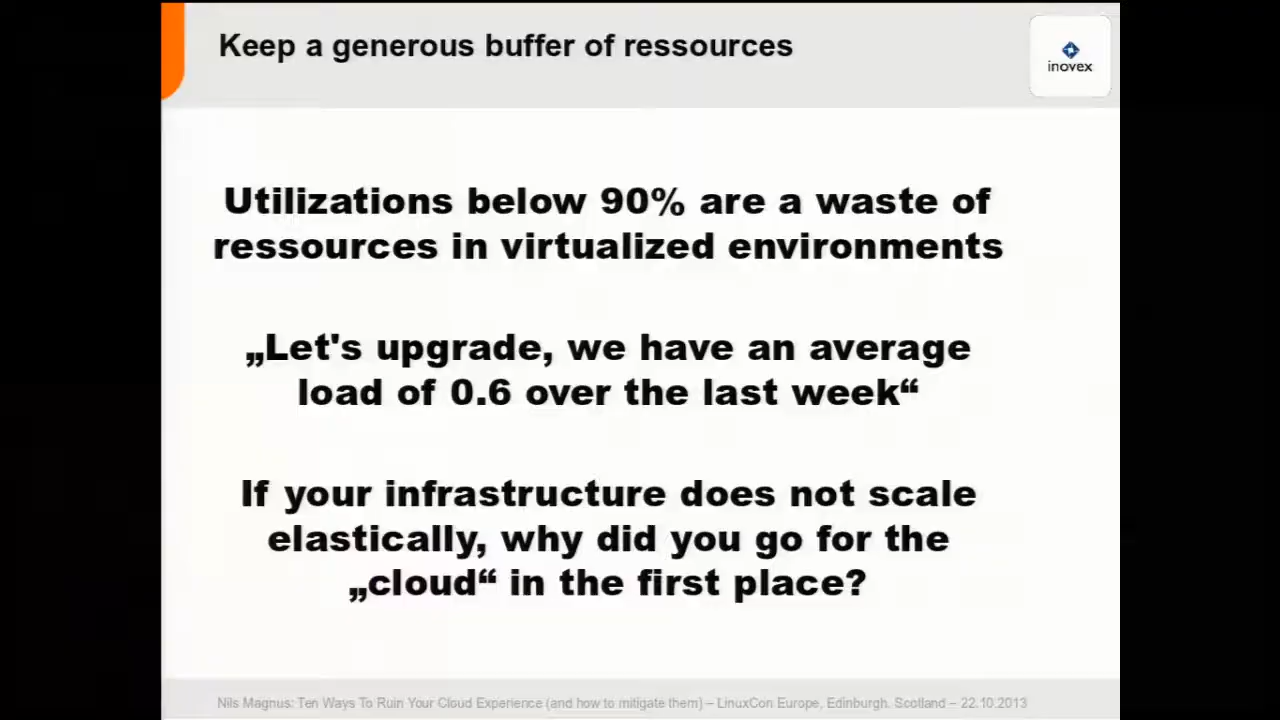 Keep a generous buffer of ressources
inovex
Utilizations below 90% are a waste of
ressources in virtualized environments
„Let's upgrade, we have an average
load of 0.6 over the last week“
If your infrastructure does not scale
elastically, why did you go for the
„cloud“ in the first place?
Nils Magnus: Ten Ways To Ruin Your Cloud Experience (and how to mitigate them) – LinuxCon Europe, Edinburgh, Scotland – 22.10.2013